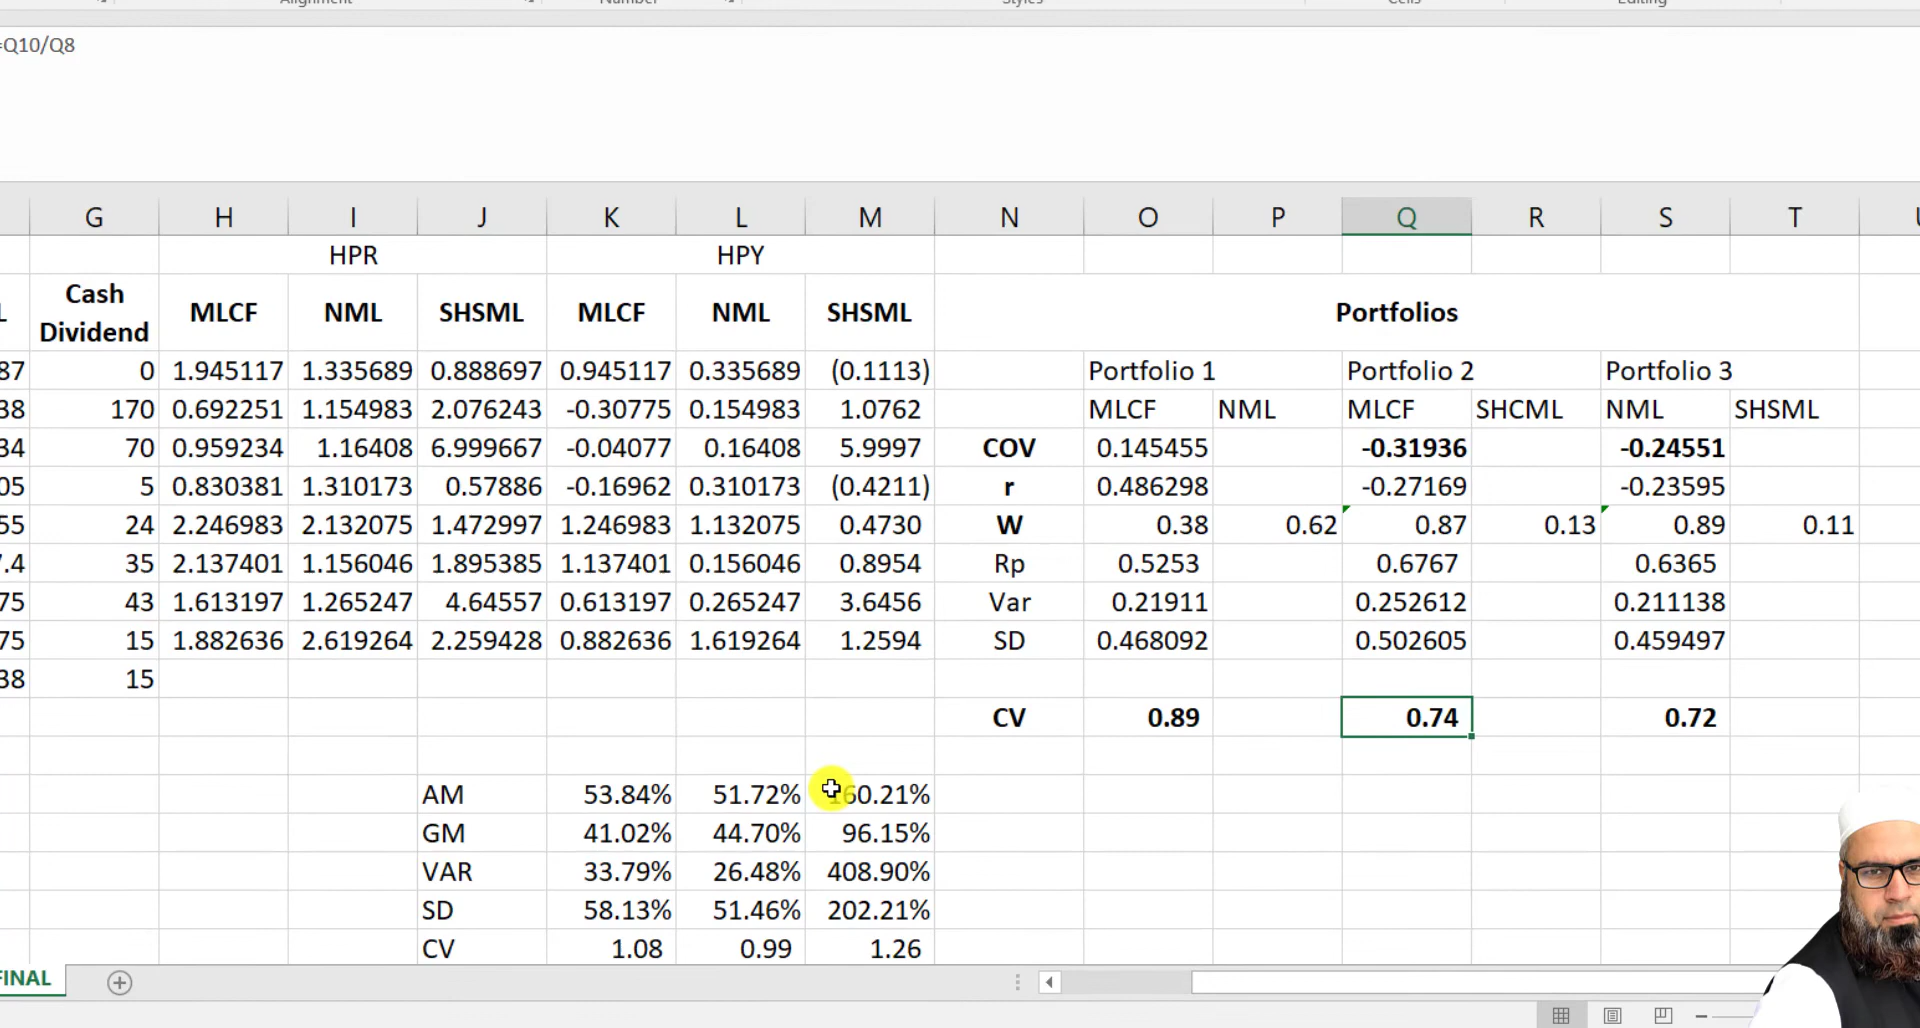 =Q10/Q8
G H I J K L M N O P Q R S T
HPR HPY
Cash Dividend MLCF NML SHSML MLCF NML SHSML Portfolios
87 0 1.945117 1.335689 0.888697 0.945117 0.335689 (0.1113) Portfolio 1 Portfolio 2 Portfolio 3
38 170 0.692251 1.154983 2.076243 -0.30775 0.154983 1.0762 MLCF NML MLCF SHCML NML SHSML
34 70 0.959234 1.16408 6.999667 -0.04077 0.16408 5.9997 COV 0.145455 -0.31936 -0.24551
05 5 0.830381 1.310173 0.57886 -0.16962 0.310173 (0.4211) r 0.486298 -0.27169 -0.23595
55 24 2.246983 2.132075 1.472997 1.246983 1.132075 0.4730 W 0.38 0.62 0.87 0.13 0.89 0.11
7.4 35 2.137401 1.156046 1.895385 1.137401 0.156046 0.8954 Rp 0.5253 0.6767 0.6365
75 43 1.613197 1.265247 4.64557 0.613197 0.265247 3.6456 Var 0.21911 0.252612 0.211138
75 15 1.882636 2.619264 2.259428 0.882636 1.619264 1.2594 SD 0.468092 0.502605 0.459497
38 15
CV 0.89 0.74 0.72
AM 53.84% 51.72% 160.21%
GM 41.02% 44.70% 96.15%
VAR 33.79% 26.48% 408.90%
SD 58.13% 51.46% 202.21%
CV 1.08 0.99 1.26
FINAL